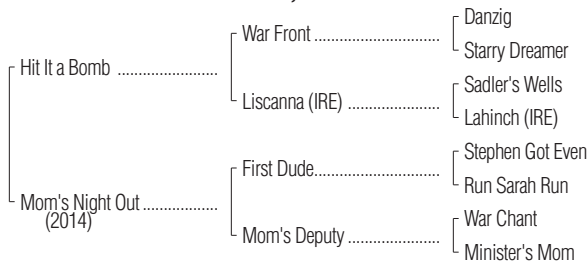 Danzig
War Front ......................
Starry Dreamer
Hit It a Bomb ......................
Sadler's Wells
Liscanna (IRE) ....................
Lahinch (IRE)
Stephen Got Even
First Dude......................
Run Sarah Run
Mom's Night Out .................
(2014)
War Chant
Mom's Deputy ....................
Minister's Mom